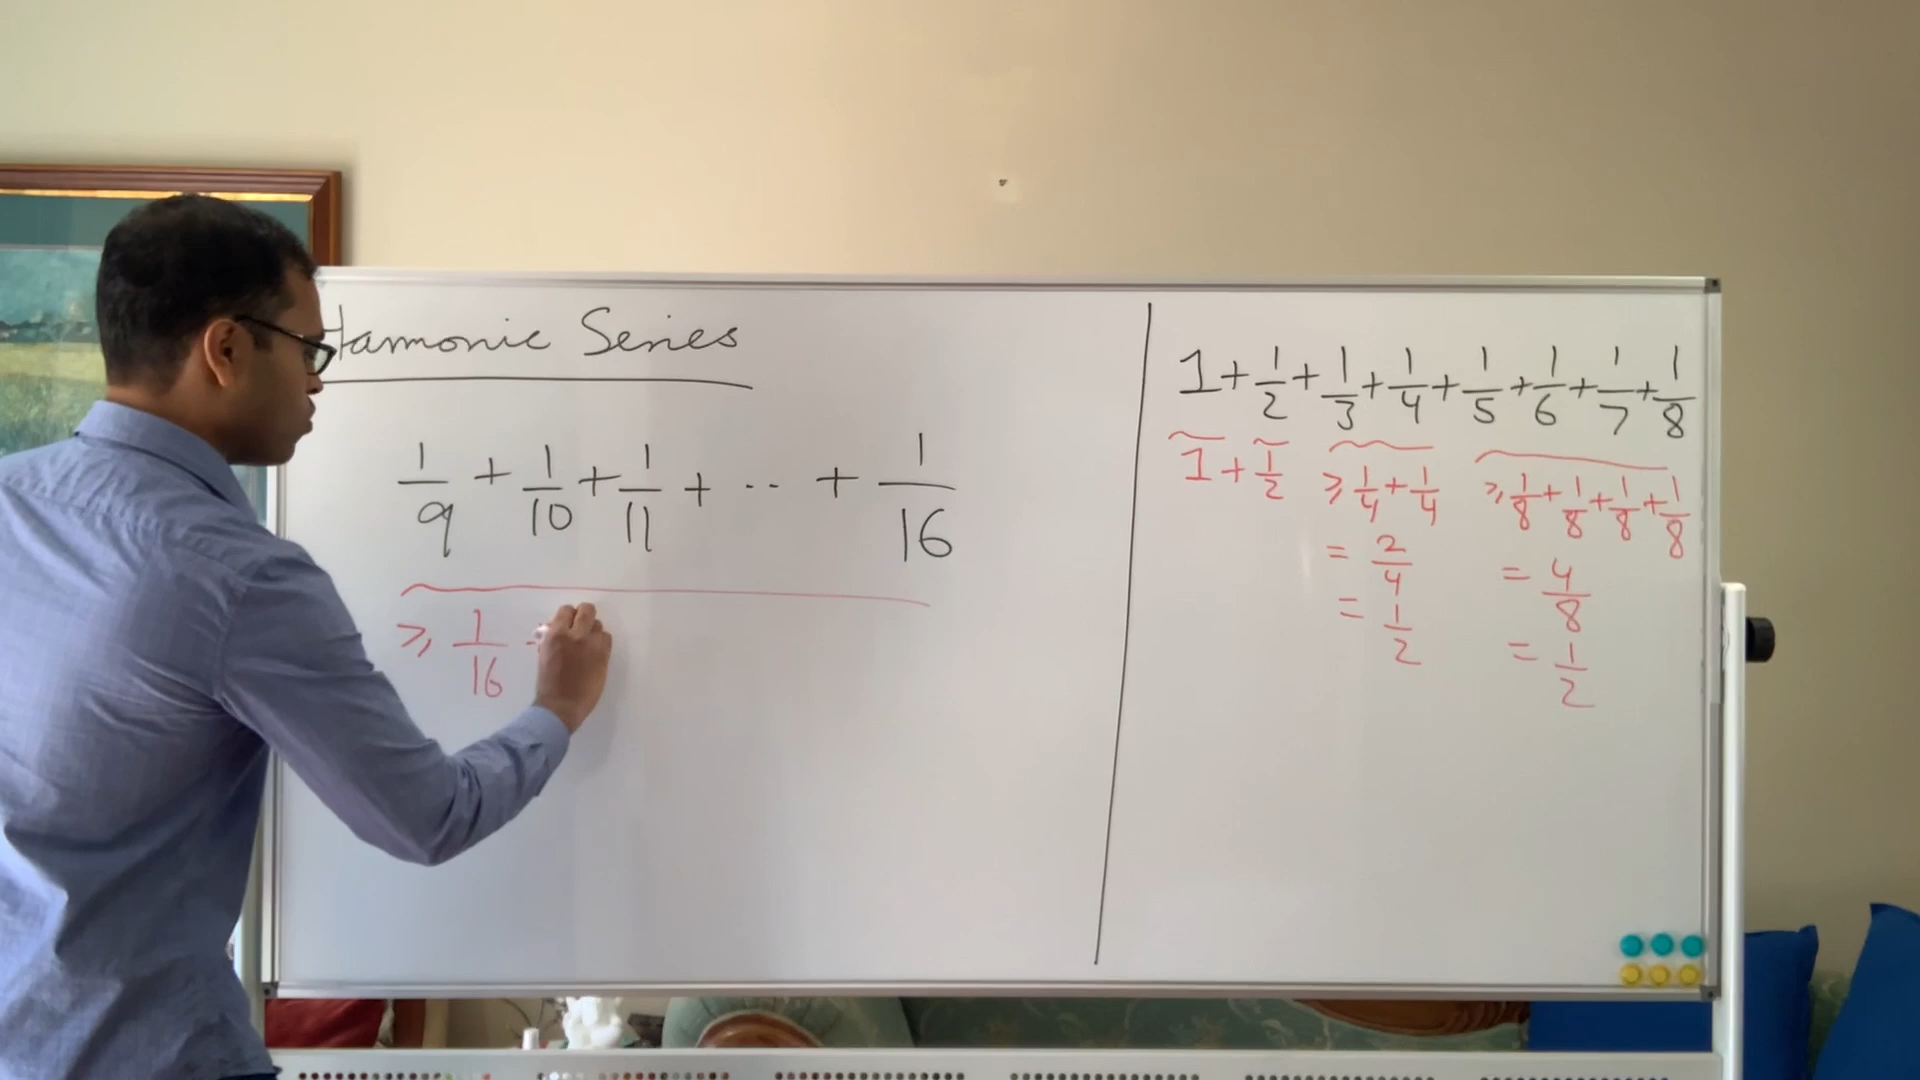 Harmonic Series
1/9 + 1/10 + 1/11 + .. + 1/16
⩾ 1/16 -
1 + 1/2 + 1/3 + 1/4 + 1/5 + 1/6 + 1/7 + 1/8
1 + 1/2 ⩾ 1/4 + 1/4 ⩾ 1/8 + 1/8 + 1/8 + 1/8
= 2/4 = 4/8
= 1/2 = 1/2